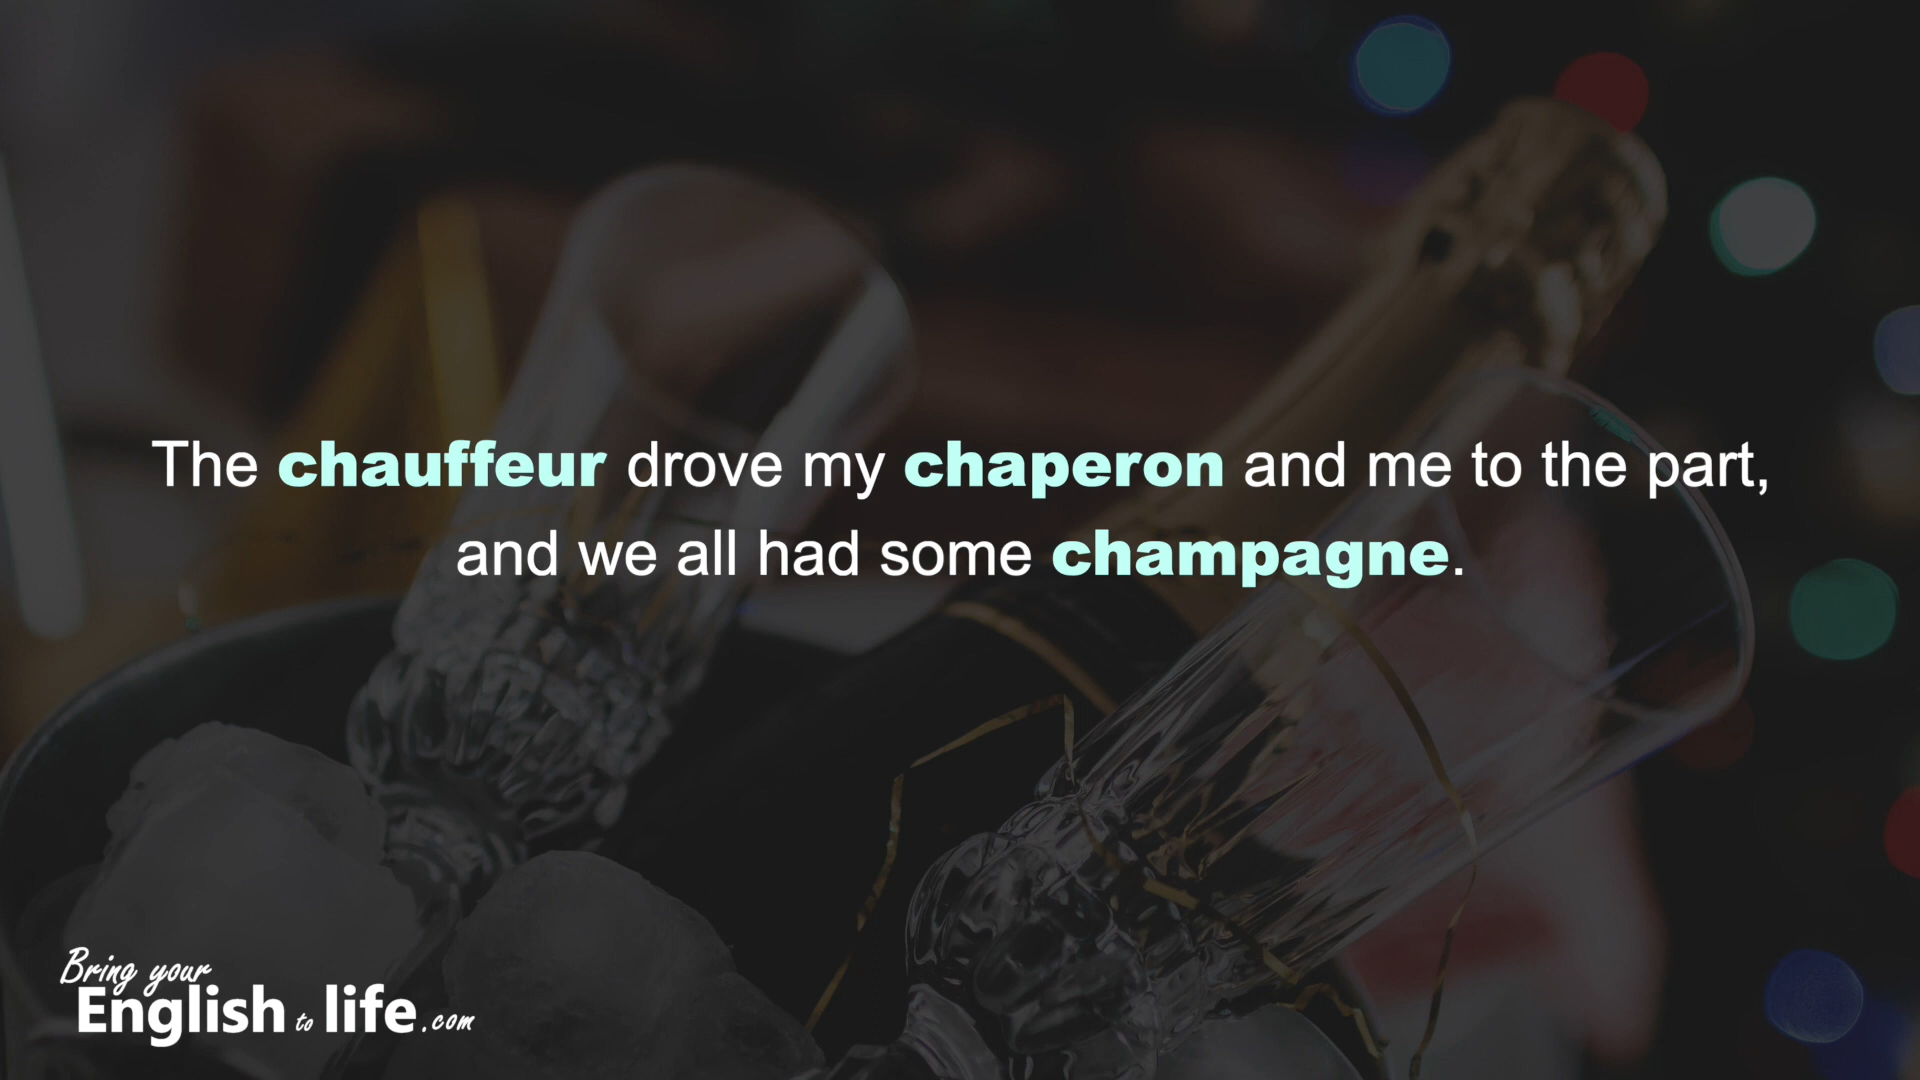 The chauffeur drove my chaperon and me to the part,
and we all had some champagne.
Bring your
English to life.com